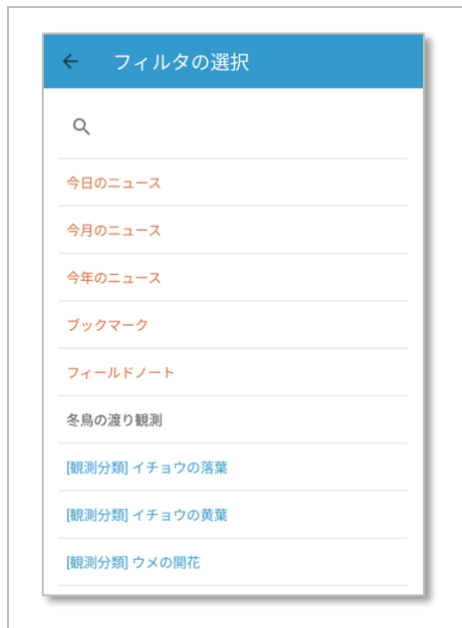 フィルタの選択
今日のニュース
今月のニュース
今年のニュース
ブックマーク
フィールドノート
冬鳥の渡り観測
[観測分類] イチョウの落葉
[観測分類] イチョウの黄葉
[観測分類] ウメの開花